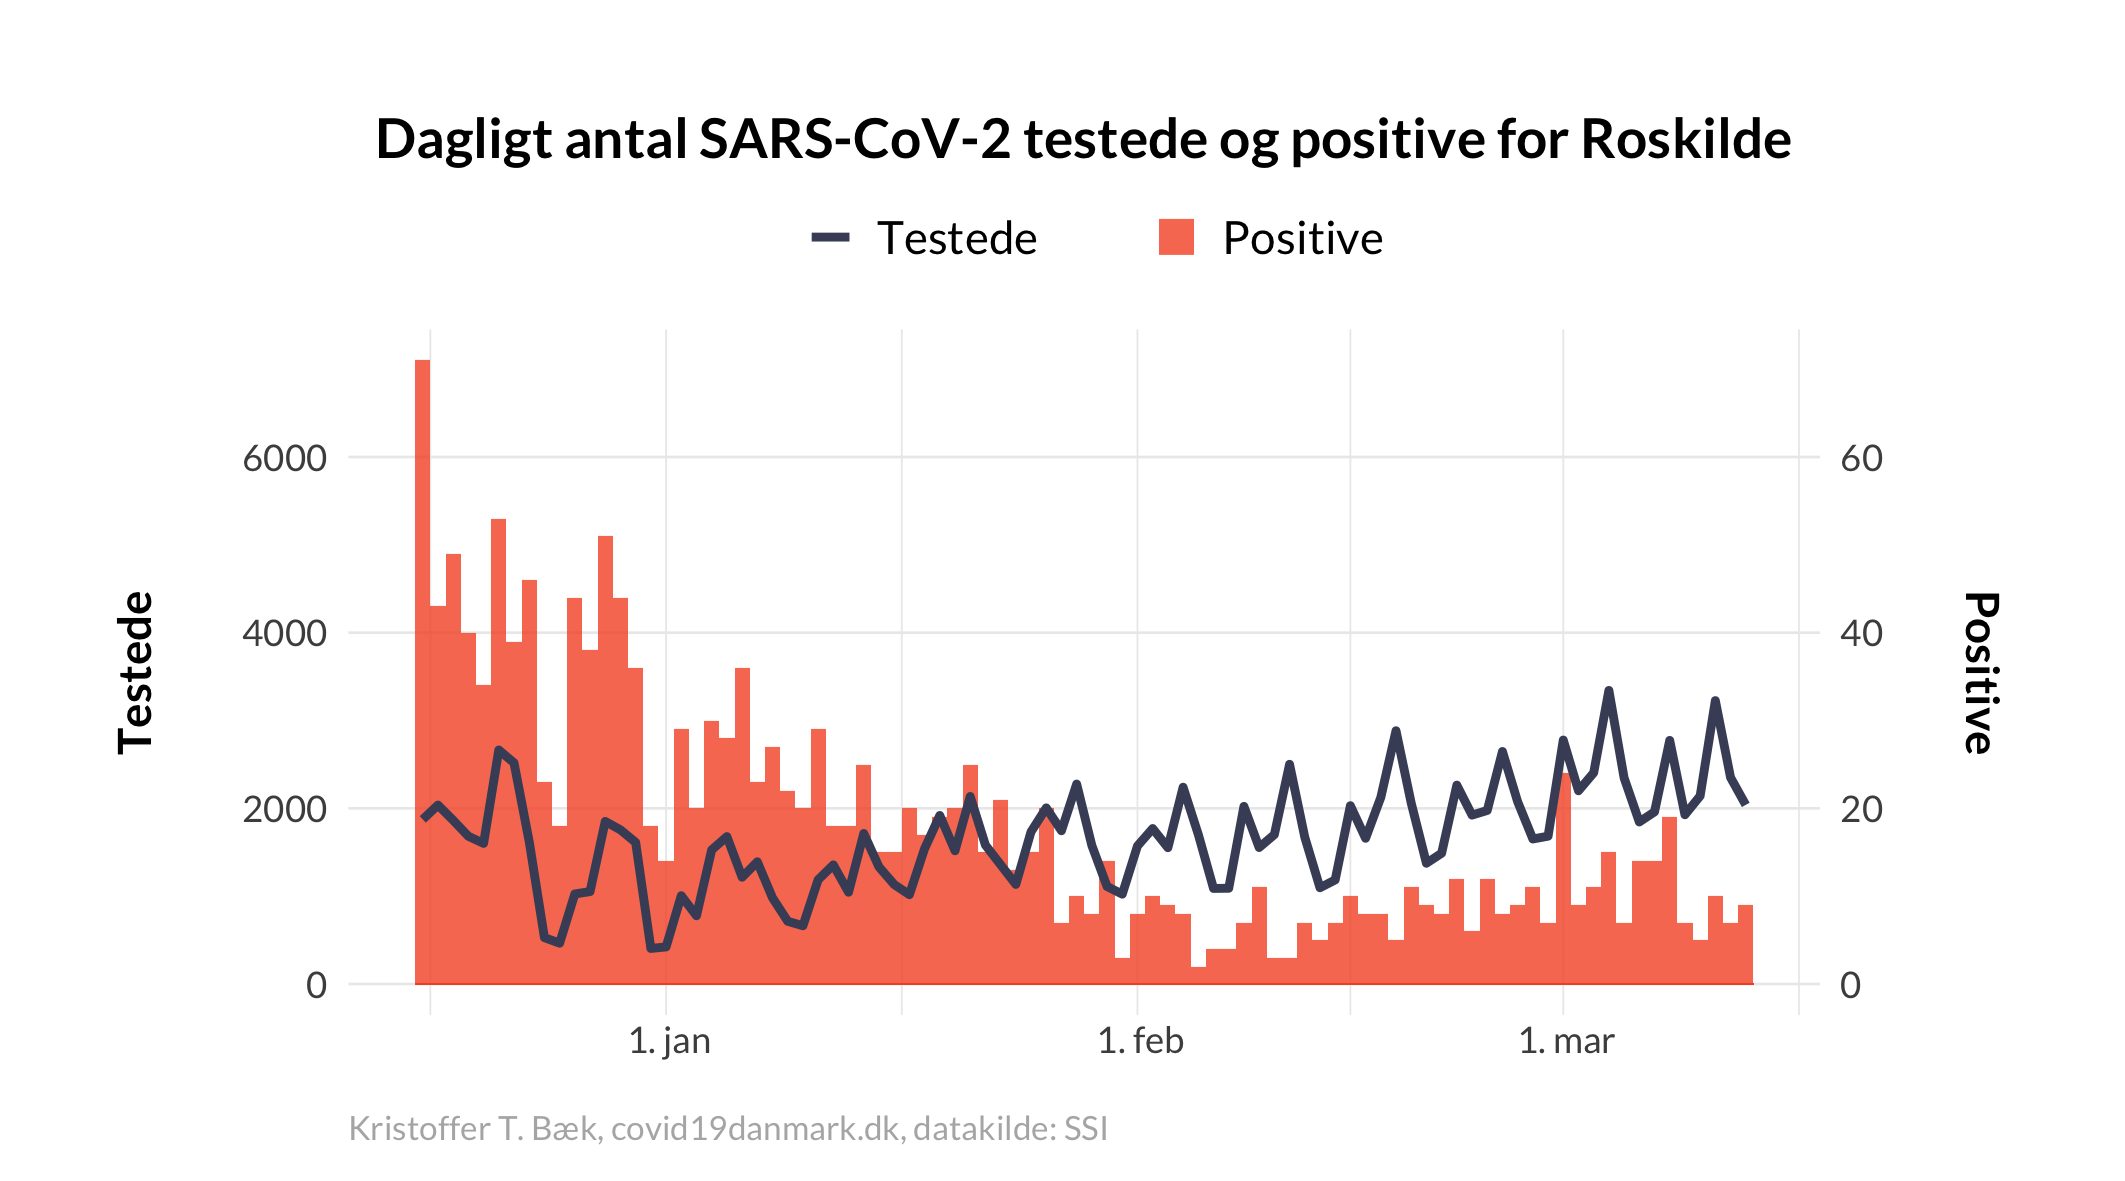 Dagligt antal SARS-CoV-2 testede og positive for Roskilde
Testede
Positive
6000
4000
2000
0
Testede
60
40
20
0
Positive
1. jan
1. feb
1. mar
Kristoffer T. Bæk, covid19danmark.dk, datakilde: SSI